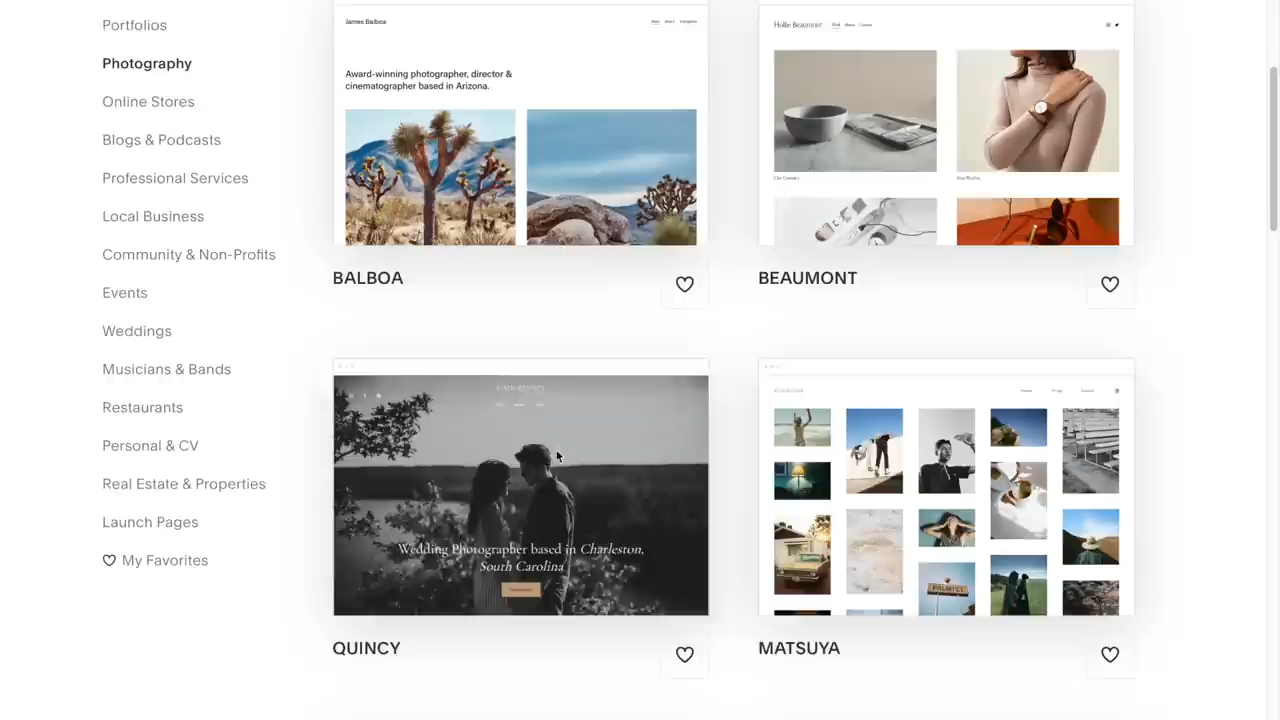 Portfolios
Photography
Online Stores
Blogs & Podcasts
Professional Services
Local Business
Community & Non-Profits
Events
Weddings
Musicians & Bands
Restaurants
Personal & CV
Real Estate & Properties
Launch Pages
My Favorites
James Balboa
Award-winning photographer, director &
cinematographer based in Arizona.
BALBOA
Hollie Beaumont
BEAUMONT
Wedding Photographer based in Charleston,
South Carolina
QUINCY
PALM
MATSUYA